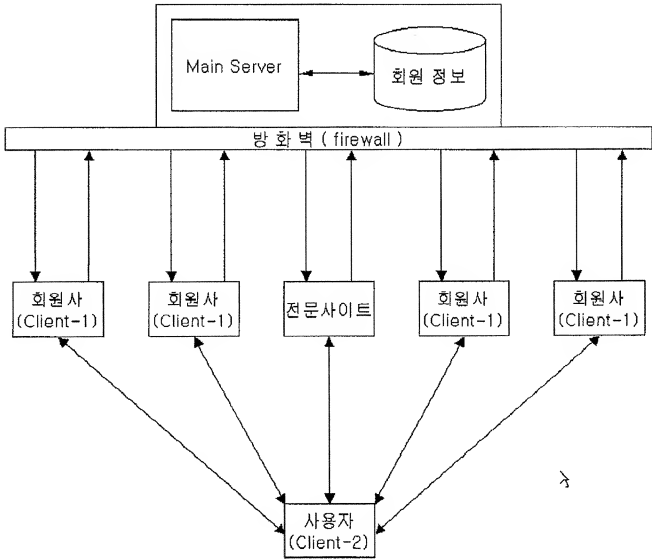 Main Server
회원 정보
방 화 벽 ( firewall )
회원사
(Client-1)
회원사
(Client-1)
전문사이트
회원사
(Client-1)
회원사
(Client-1)
사용자
(Client-2)